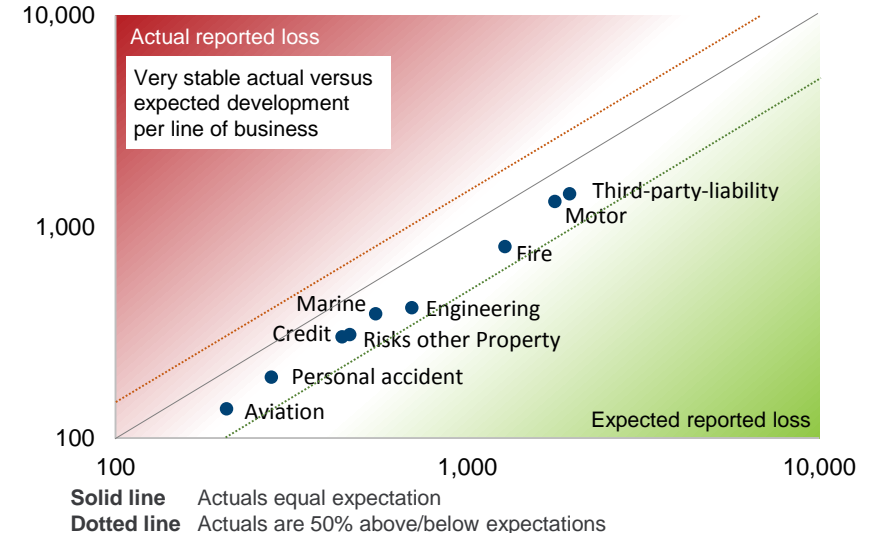 10,000
Actual reported loss
Very stable actual versus
expected development
per line of business
Third-party-liability
1,000
Motor
Fire
Marine
Engineering
Credit
Risks other Property
Personal accident
Aviation
Expected reported loss
100
100 1,000 10,000
Solid line Actuals equal expectation
Dotted line Actuals are 50% above/below expectations